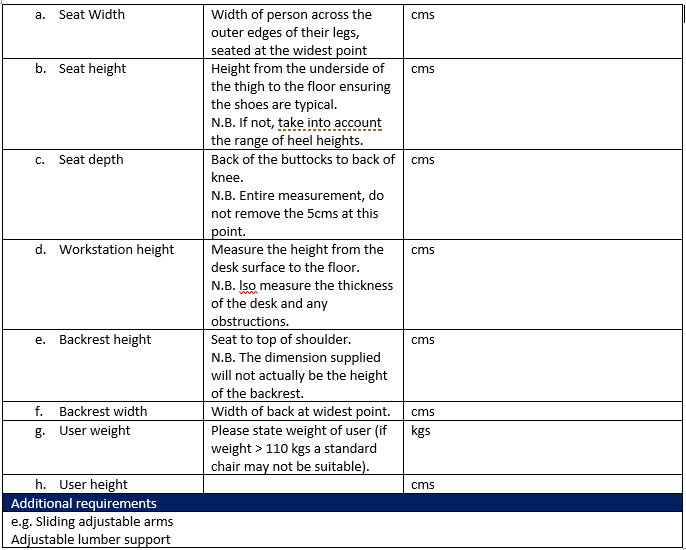 a. Seat Width Width of person across the cms
outer edges of their legs,
seated at the widest point
b. Seat height Height from the underside of cms
the thigh to the floor ensuring
the shoes are typical.
N.B. If not, take into account
the range of heel heights.
c. Seat depth Back of the buttocks to back of cms
knee.
N.B. Entire measurement, do
not remove the 5cms at this
point.
d. Workstation height Measure the height from the cms
desk surface to the floor.
N.B. lso measure the thickness
of the desk and any
obstructions.
e. Backrest height Seat to top of shoulder. cms
N.B. The dimension supplied
will not actually be the height
of the backrest.
f. Backrest width Width of back at widest point. cms
g. User weight Please state weight of user (if kgs
weight > 110 kgs a standard
chair may not be suitable).
h. User height cms
Additional requirements
e.g. Sliding adjustable arms
Adjustable lumber support